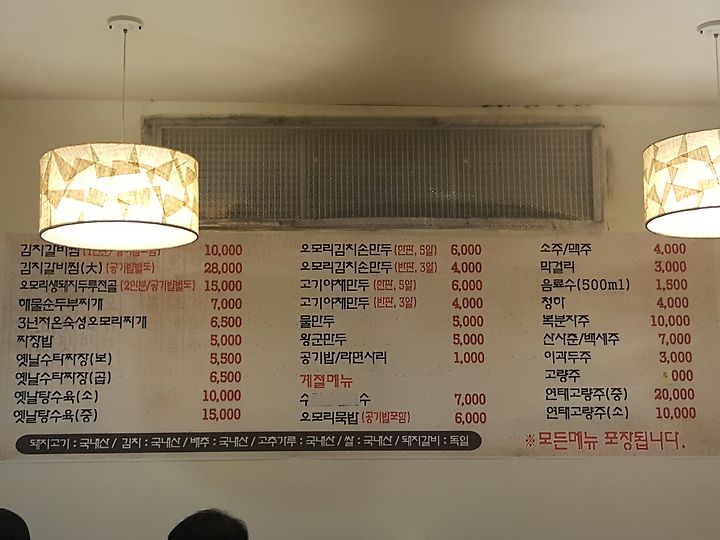 김치갈비찜(1인분/공기밥포함) 10,000
김치갈비찜(大)(공기밥별도) 28,000
오모리생돼지두루전골(2인분/공기밥별도) 15,000
해물순두부찌개 7,000
3년저온숙성오모리찌개 6,500
짜장밥 5,000
옛날수타짜장(보) 5,500
옛날수타짜장(곱) 6,500
옛날탕수육(소) 10,000
옛날탕수육(중) 15,000
오모리김치손만두(한판, 5알) 6,000
오모리김치손만두(반판, 3알) 4,000
고기야채만두(한판, 5알) 6,000
고기야채만두(반판, 3알) 4,000
물만두 5,000
왕군만두 5,000
공기밥/라면사리 1,000
계절메뉴
수 수 7,000
오모리묵밥(공기밥포함) 6,000
소주/맥주 4,000
막걸리 3,000
음료수(500ml) 1,500
청하 4,000
복분자주 10,000
산사춘/백세주 7,000
이과두주 3,000
고량주 5 000
연태고량주(중) 20,000
연태고량주(소) 10,000
돼지고기 : 국내산 / 김치 : 국내산 / 배추 : 국내산 / 고추가루 : 국내산 / 쌀 : 국내산 / 돼지갈비 : 독일
※모든메뉴 포장됩니다.